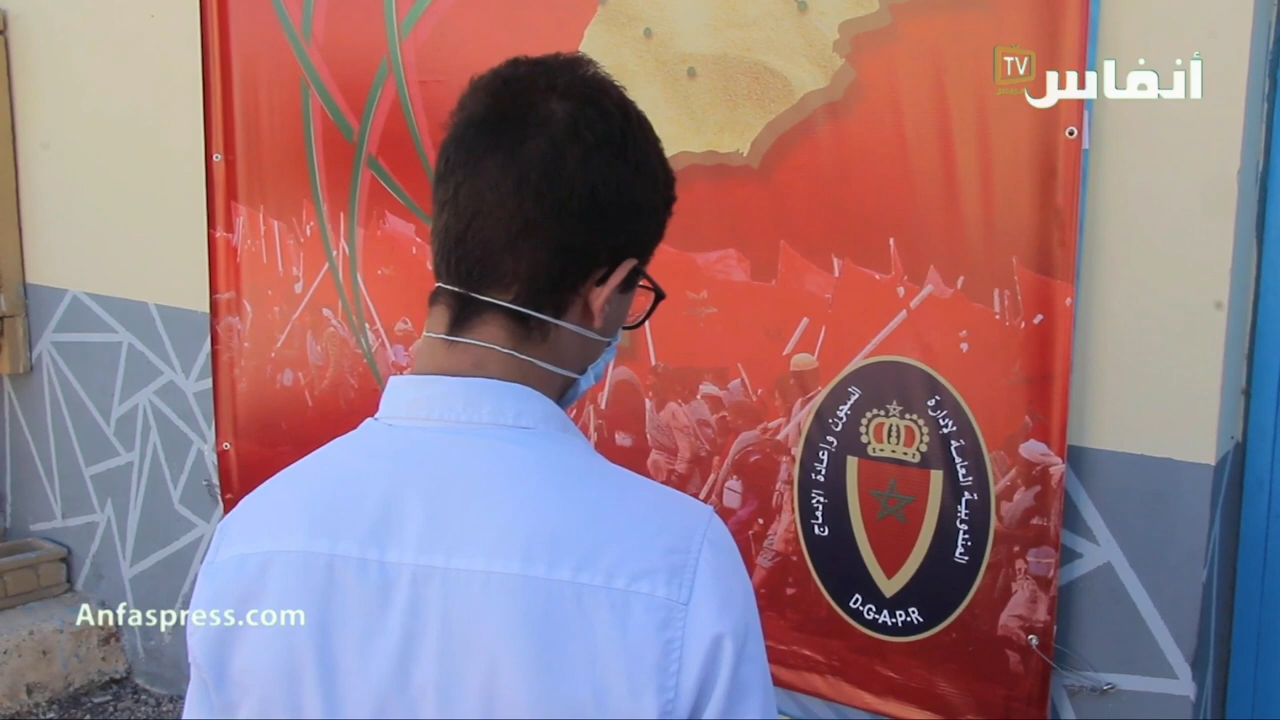 TV أنفاس
المندوبية العامة لإدارة
السجون وإعادة الإدماج
D-G-A-P-R
Anfaspress.com